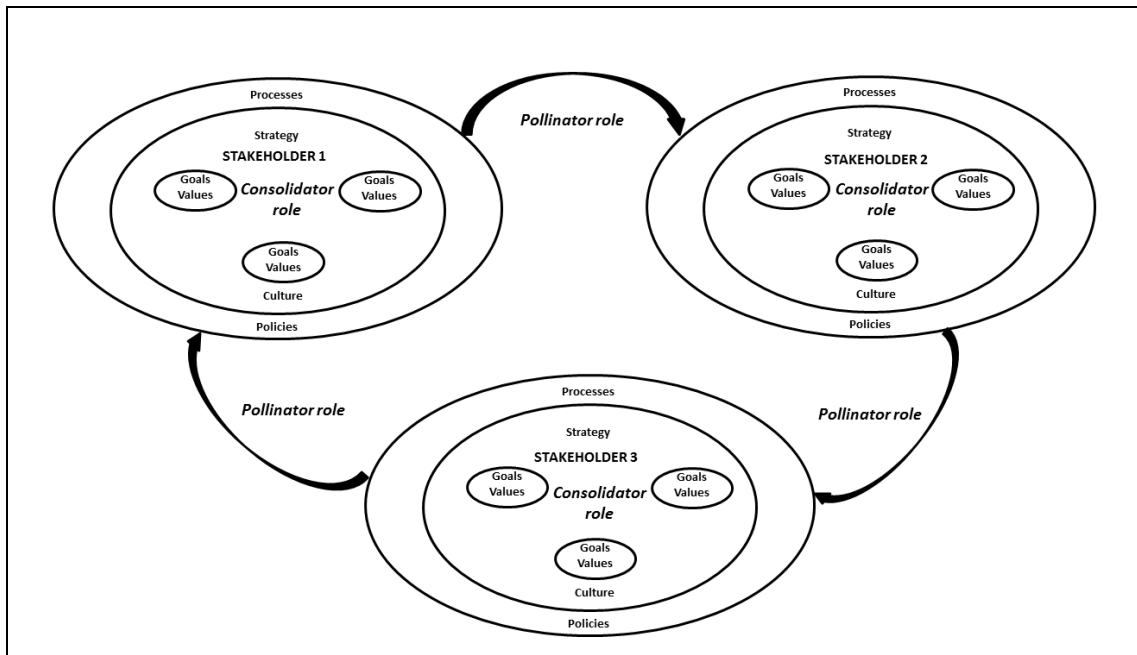 Processes
Strategy
STAKEHOLDER 1
Goals
Values
Consolidator
role
Goals
Values
Goals
Values
Culture
Policies
Pollinator role
Processes
Strategy
STAKEHOLDER 2
Goals
Values
Consolidator
role
Goals
Values
Goals
Values
Culture
Policies
Pollinator role
Pollinator role
Processes
Strategy
STAKEHOLDER 3
Goals
Values
Consolidator
role
Goals
Values
Goals
Values
Culture
Policies